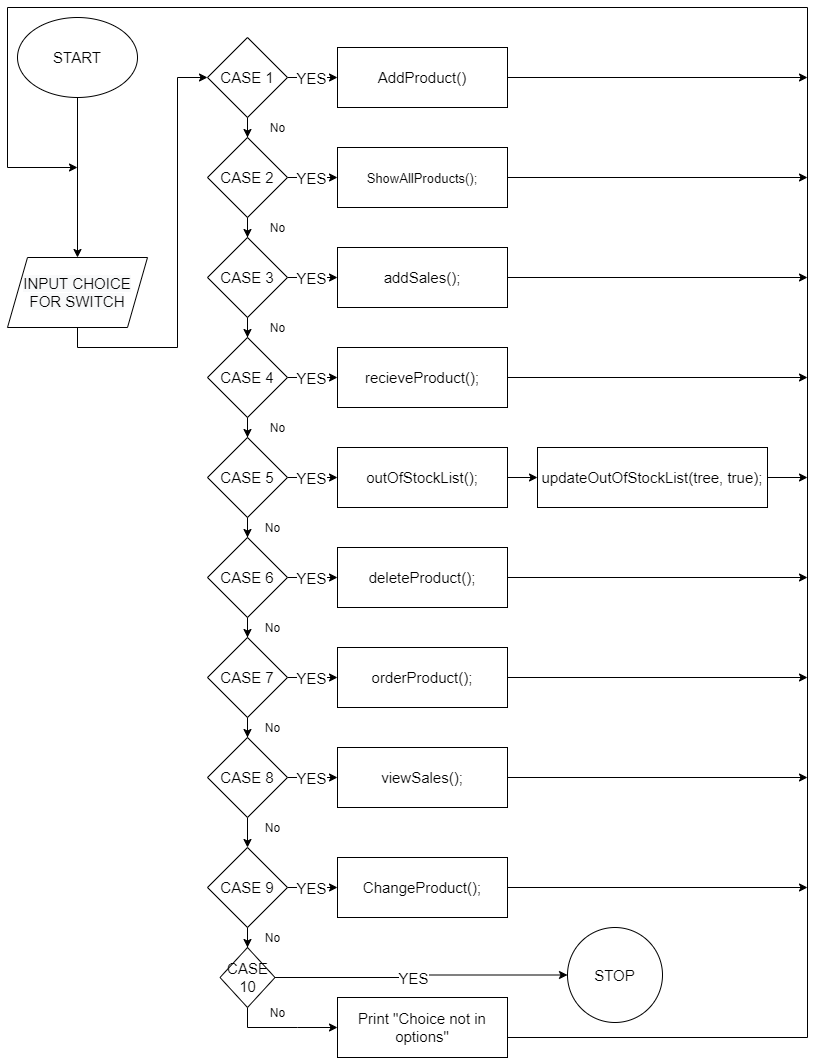 START
CASE 1
YES
AddProduct()
No
CASE 2
YES
ShowAllProducts();
No
INPUT CHOICE
FOR SWITCH
CASE 3
YES
addSales();
No
CASE 4
YES
recieveProduct();
No
CASE 5
YES
outOfStockList();
updateOutOfStockList(tree, true);
No
CASE 6
YES
deleteProduct();
No
CASE 7
YES
orderProduct();
No
CASE 8
YES
viewSales();
No
CASE 9
YES
ChangeProduct();
No
CASE
10
YES
STOP
No
Print "Choice not in
options"